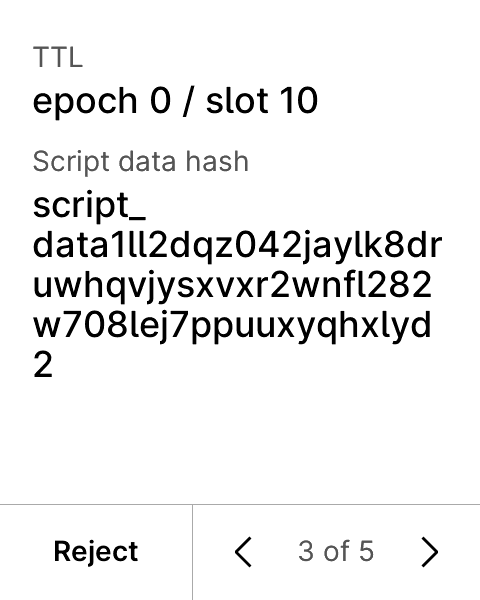 TTL
epoch 0 / slot 10
Script data hash
script_
data1ll2dqz042jaylk8dr
uwhqvjysxvxr2wnfl282
w708lej7ppuuxyqhxlyd
2
Reject
3 of 5